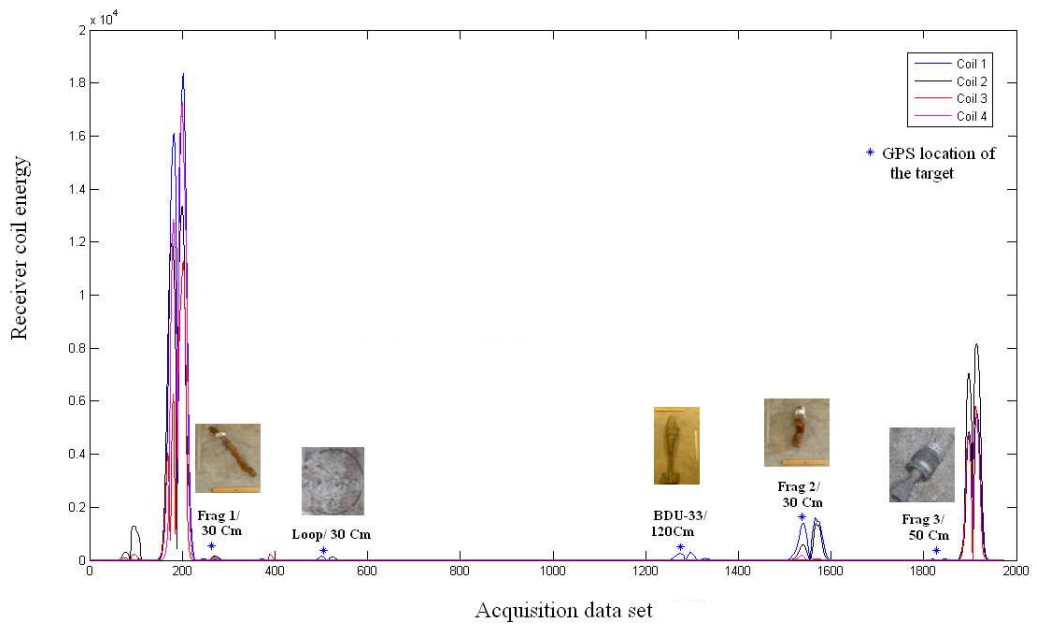 × 10⁴
2
1.8
1.6
1.4
1.2
1
0.8
0.6
0.4
0.2
0
Receiver coil energy
Coil 1
Coil 2
Coil 3
Coil 4
* GPS location of
the target
Frag 1/
30 Cm
Loop/ 30 Cm
BDU-33/
120Cm
Frag 2/
30 Cm
Frag 3/
50 Cm
0 200 400 600 800 1000 1200 1400 1600 1800 2000
Acquisition data set